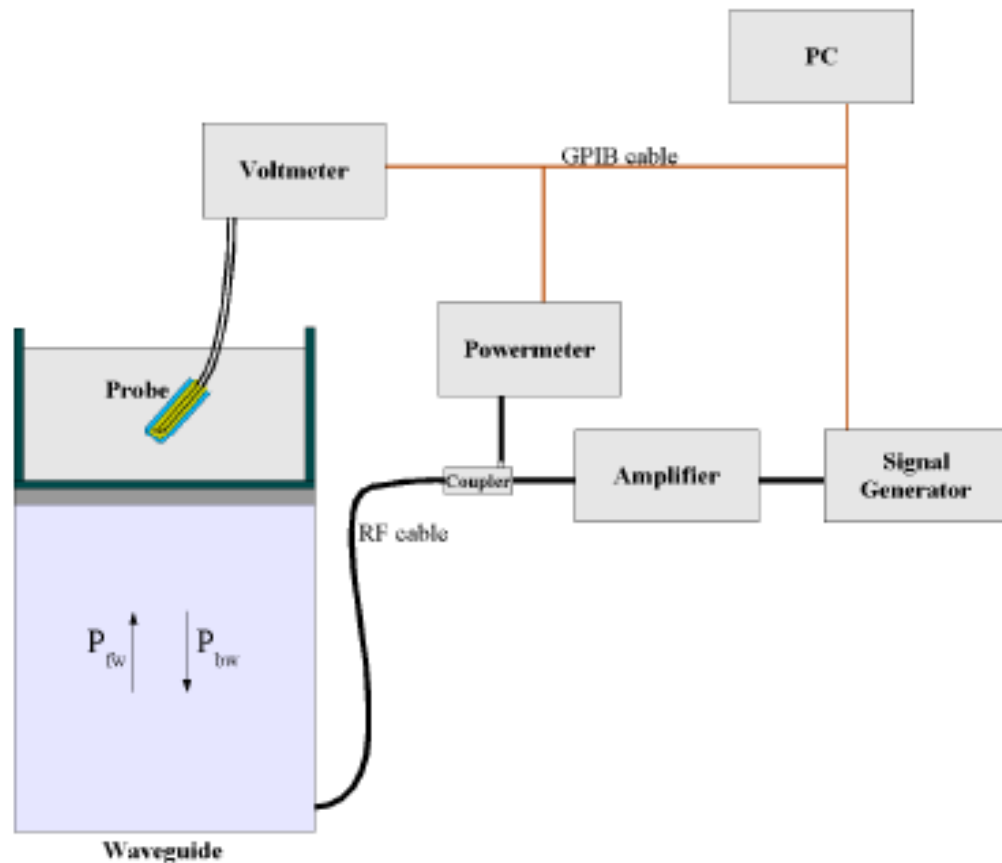 PC
Voltmeter
GPIB cable
Powermeter
Probe
Coupler
Amplifier
Signal
Generator
RF cable
P fw
P bw
Waveguide